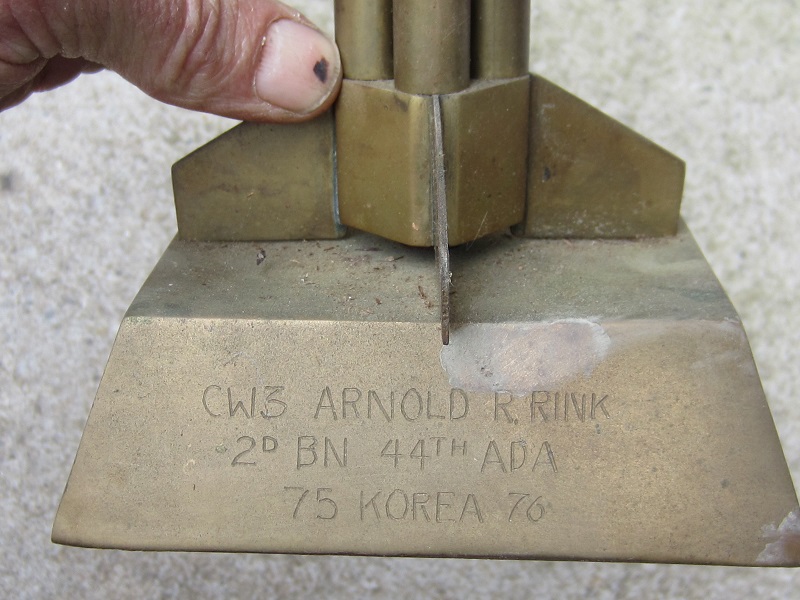 CW3 ARNOLD R. RINK
2D BN 44TH ADA
75 KOREA 76